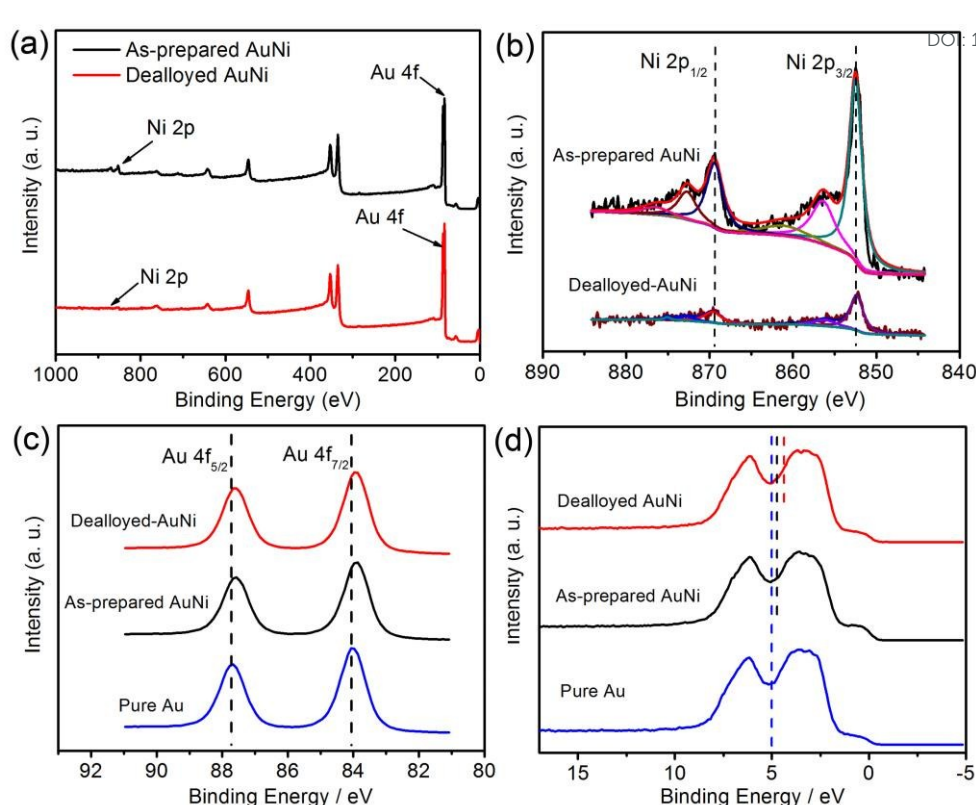 (a)
As-prepared AuNi
Dealloyed AuNi
Au 4f
Ni 2p
Au 4f
Ni 2p
Intensity (a. u.)
1000 800 600 400 200 0
Binding Energy (eV)
(b)
DOI: 1
Ni 2p1/2
Ni 2p3/2
As-prepared AuNi
Dealloyed-AuNi
Intensity (a. u.)
890 880 870 860 850 840
Binding Energy (eV)
(c)
Au 4f5/2
Au 4f7/2
Dealloyed-AuNi
As-prepared AuNi
Pure Au
Intensity (a. u.)
92 90 88 86 84 82 80
Binding Energy / eV
(d)
Dealloyed AuNi
As-prepared AuNi
Pure Au
Intensity (a. u.)
15 10 5 0 -5
Binding Energy / eV